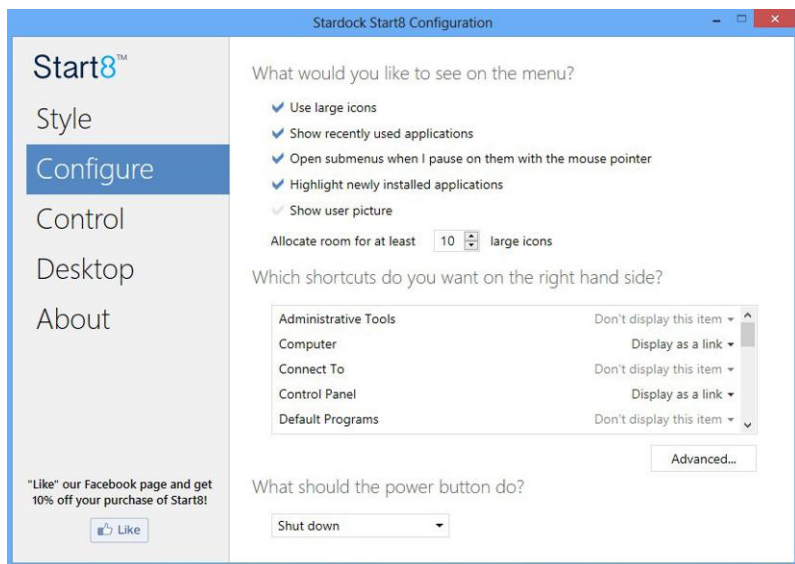 Stardock Start8 Configuration
Start8™
Style
Configure
Control
Desktop
About
"Like" our Facebook page and get
10% off your purchase of Start8!
Like
What would you like to see on the menu?
Use large icons
Show recently used applications
Open submenus when I pause on them with the mouse pointer
Highlight newly installed applications
Show user picture
Allocate room for at least 10 large icons
Which shortcuts do you want on the right hand side?
Administrative Tools Don't display this item
Computer Display as a link
Connect To Don't display this item
Control Panel Display as a link
Default Programs Don't display this item
Advanced...
What should the power button do?
Shut down